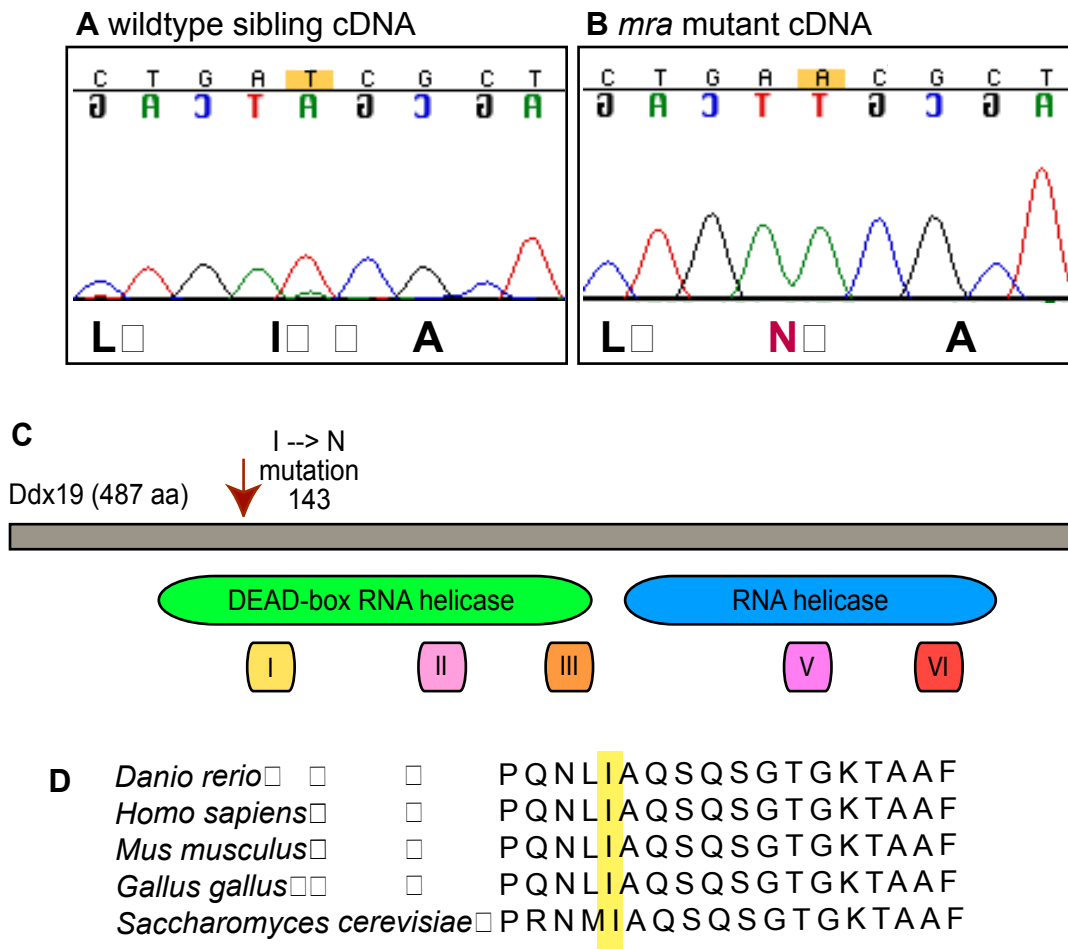 A wildtype sibling cDNA
C T G A T C G C T
G A C T A G C G A
L□ I□ □ A
B mra mutant cDNA
C T G A A C G C T
G A C T T G C G A
L□ N□ A
C
I --> N
mutation
143
Ddx19 (487 aa)
DEAD-box RNA helicase
RNA helicase
I II III V VI
D
Danio rerio□ □ □ PQNLIAQSQSGTGKTAAF
Homo sapiens□ □ PQNLIAQSQSGTGKTAAF
Mus musculus□ □ PQNLIAQSQSGTGKTAAF
Gallus gallus□□ □ PQNLIAQSQSGTGKTAAF
Saccharomyces cerevisiae□ PRNMIAQSQSGTGKTAAF